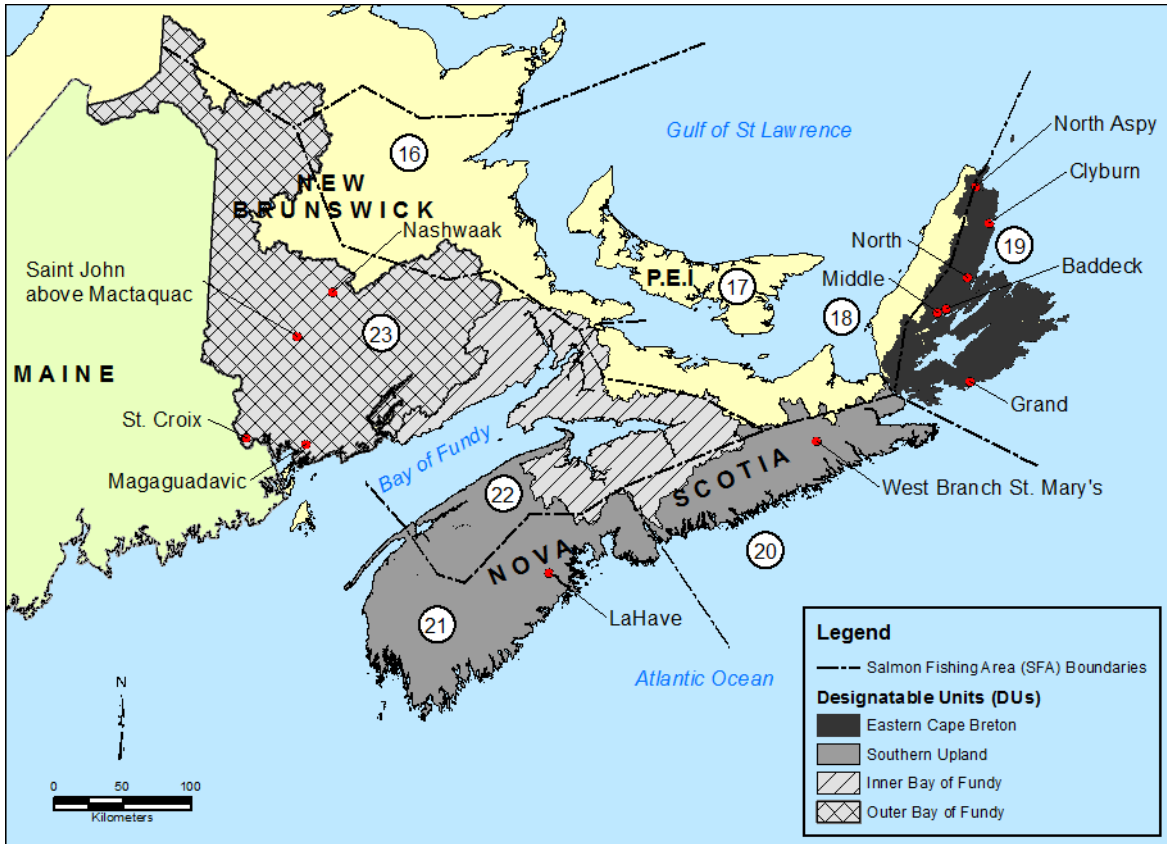 Gulf of St Lawrence
North Aspy
Clyburn
16
NEW
BRUNSWICK
Nashwaak
North
19
Saint John
above Mactaquac
P.E.I
17
Middle
Baddeck
18
23
MAINE
Grand
St. Croix
Bay of Fundy
Magaguadavic
22
SCOTIA
West Branch St. Mary's
20
NOVA
LaHave
21
Atlantic Ocean
N
0 50 100
Kilometers
Legend
Salmon Fishing Area (SFA) Boundaries
Designatable Units (DUs)
Eastern Cape Breton
Southern Upland
Inner Bay of Fundy
Outer Bay of Fundy